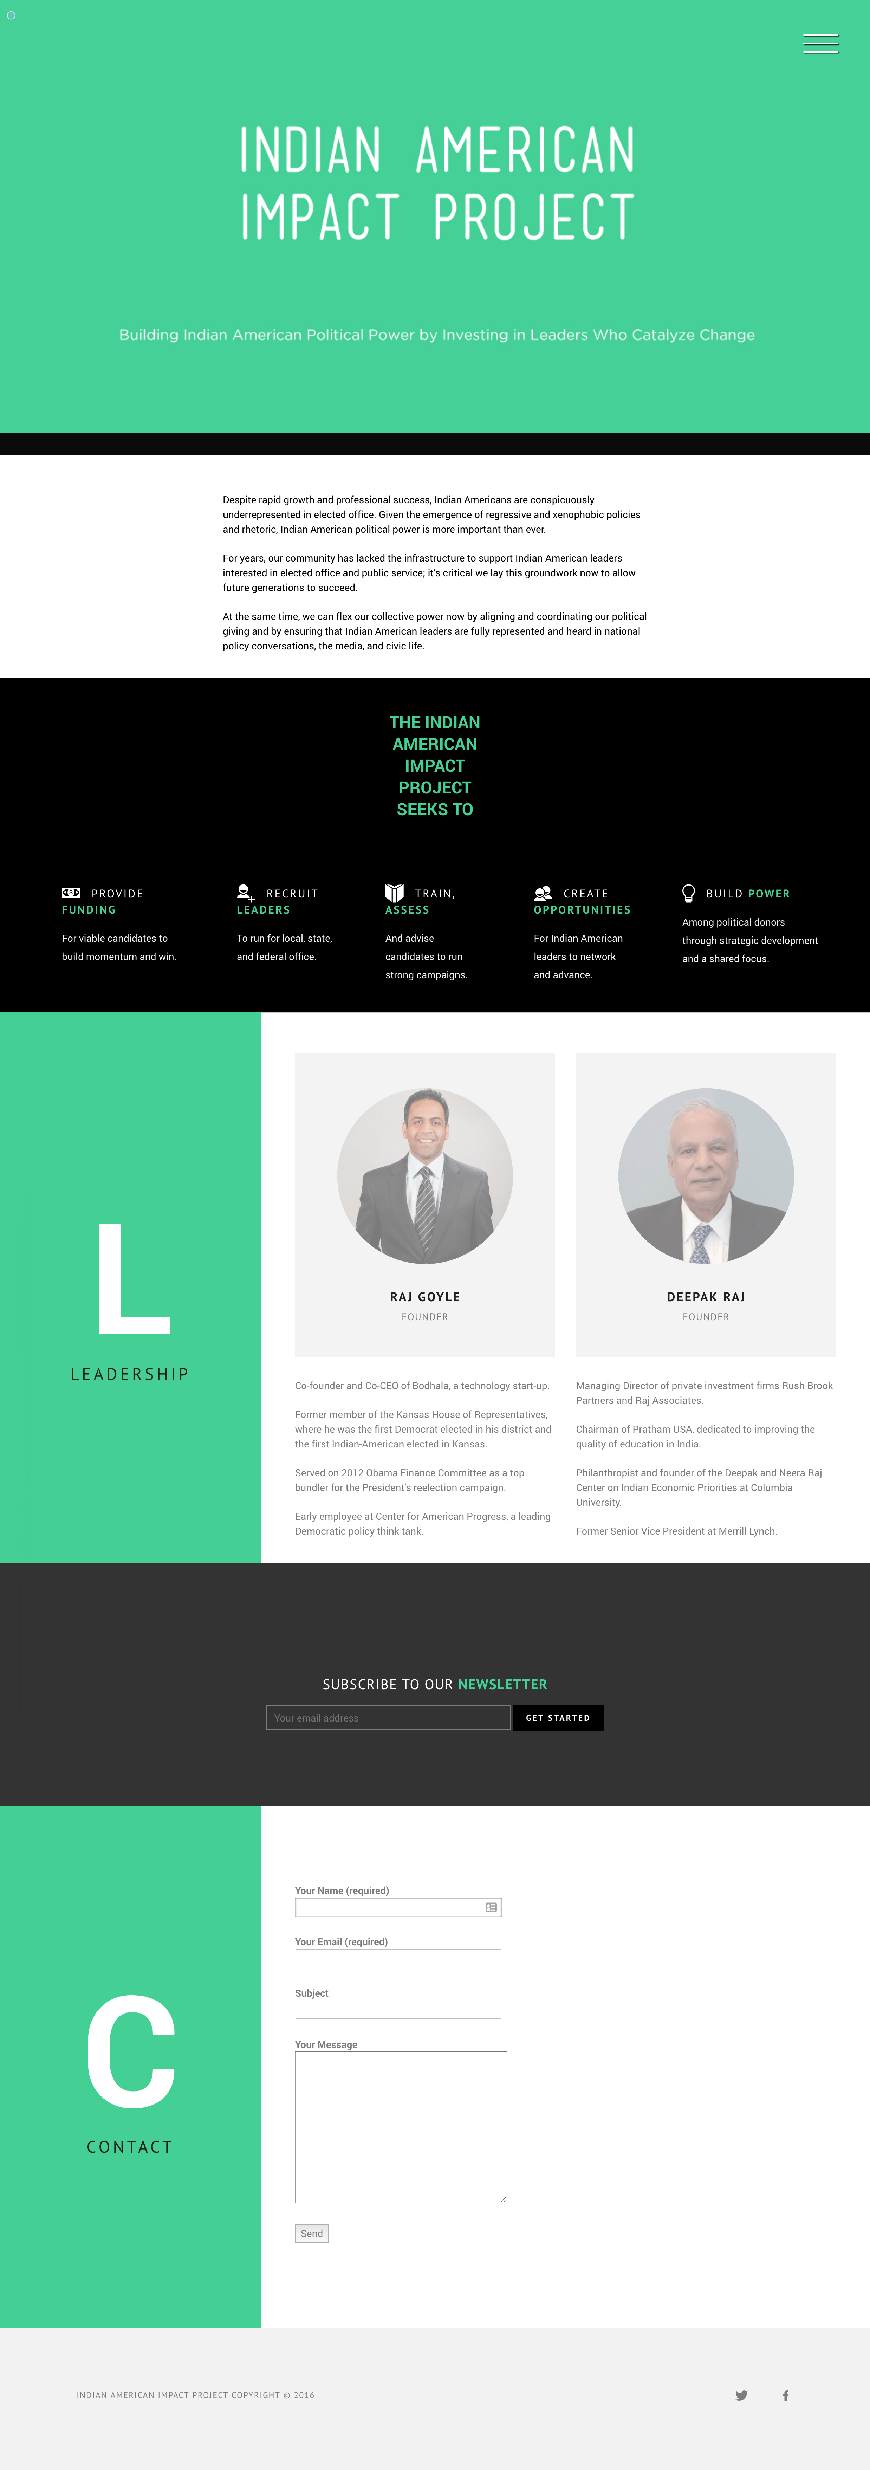 INDIAN AMERICAN
IMPACT PROJECT
Building Indian American Political Power by Investing in Leaders Who Catalyze Change
Despite rapid growth and professional success, Indian Americans are conspicuously
underrepresented in elected office. Given the emergence of regressive and xenophobic policies
and rhetoric, Indian American political power is more important than ever.
For years, our community has lacked the infrastructure to support Indian American leaders
interested in elected office and public service; it's critical we lay this groundwork now to allow
future generations to succeed.
At the same time, we can flex our collective power now by aligning and coordinating our political
giving and by ensuring that Indian American leaders are fully represented and heard in national
policy conversations, the media, and civic life.
THE INDIAN
AMERICAN
IMPACT
PROJECT
SEEKS TO
PROVIDE
FUNDING
For viable candidates to
build momentum and win.
RECRUIT
LEADERS
To run for local, state,
and federal office.
TRAIN,
ASSESS
And advise
candidates to run
strong campaigns.
CREATE
OPPORTUNITIES
For Indian American
leaders to network
and advance.
BUILD POWER
Among political donors
through strategic development
and a shared focus.
L
LEADERSHIP
RAJ GOYLE
FOUNDER
Co-founder and Co-CEO of Bodhala, a technology start-up.
Former member of the Kansas House of Representatives,
where he was the first Democrat elected in his district and
the first Indian-American elected in Kansas.
Served on 2012 Obama Finance Committee as a top
bundler for the President's reelection campaign.
Early employee at Center for American Progress, a leading
Democratic policy think tank.
DEEPAK RAJ
FOUNDER
Managing Director of private investment firms Rush Brook
Partners and Raj Associates.
Chairman of Pratham USA, dedicated to improving the
quality of education in India.
Philanthropist and founder of the Deepak and Neera Raj
Center on Indian Economic Priorities at Columbia
University.
Former Senior Vice President at Merrill Lynch.
SUBSCRIBE TO OUR NEWSLETTER
Your email address
GET STARTED
C
CONTACT
Your Name (required)
Your Email (required)
Subject
Your Message
Send
INDIAN AMERICAN IMPACT PROJECT COPYRIGHT © 2016